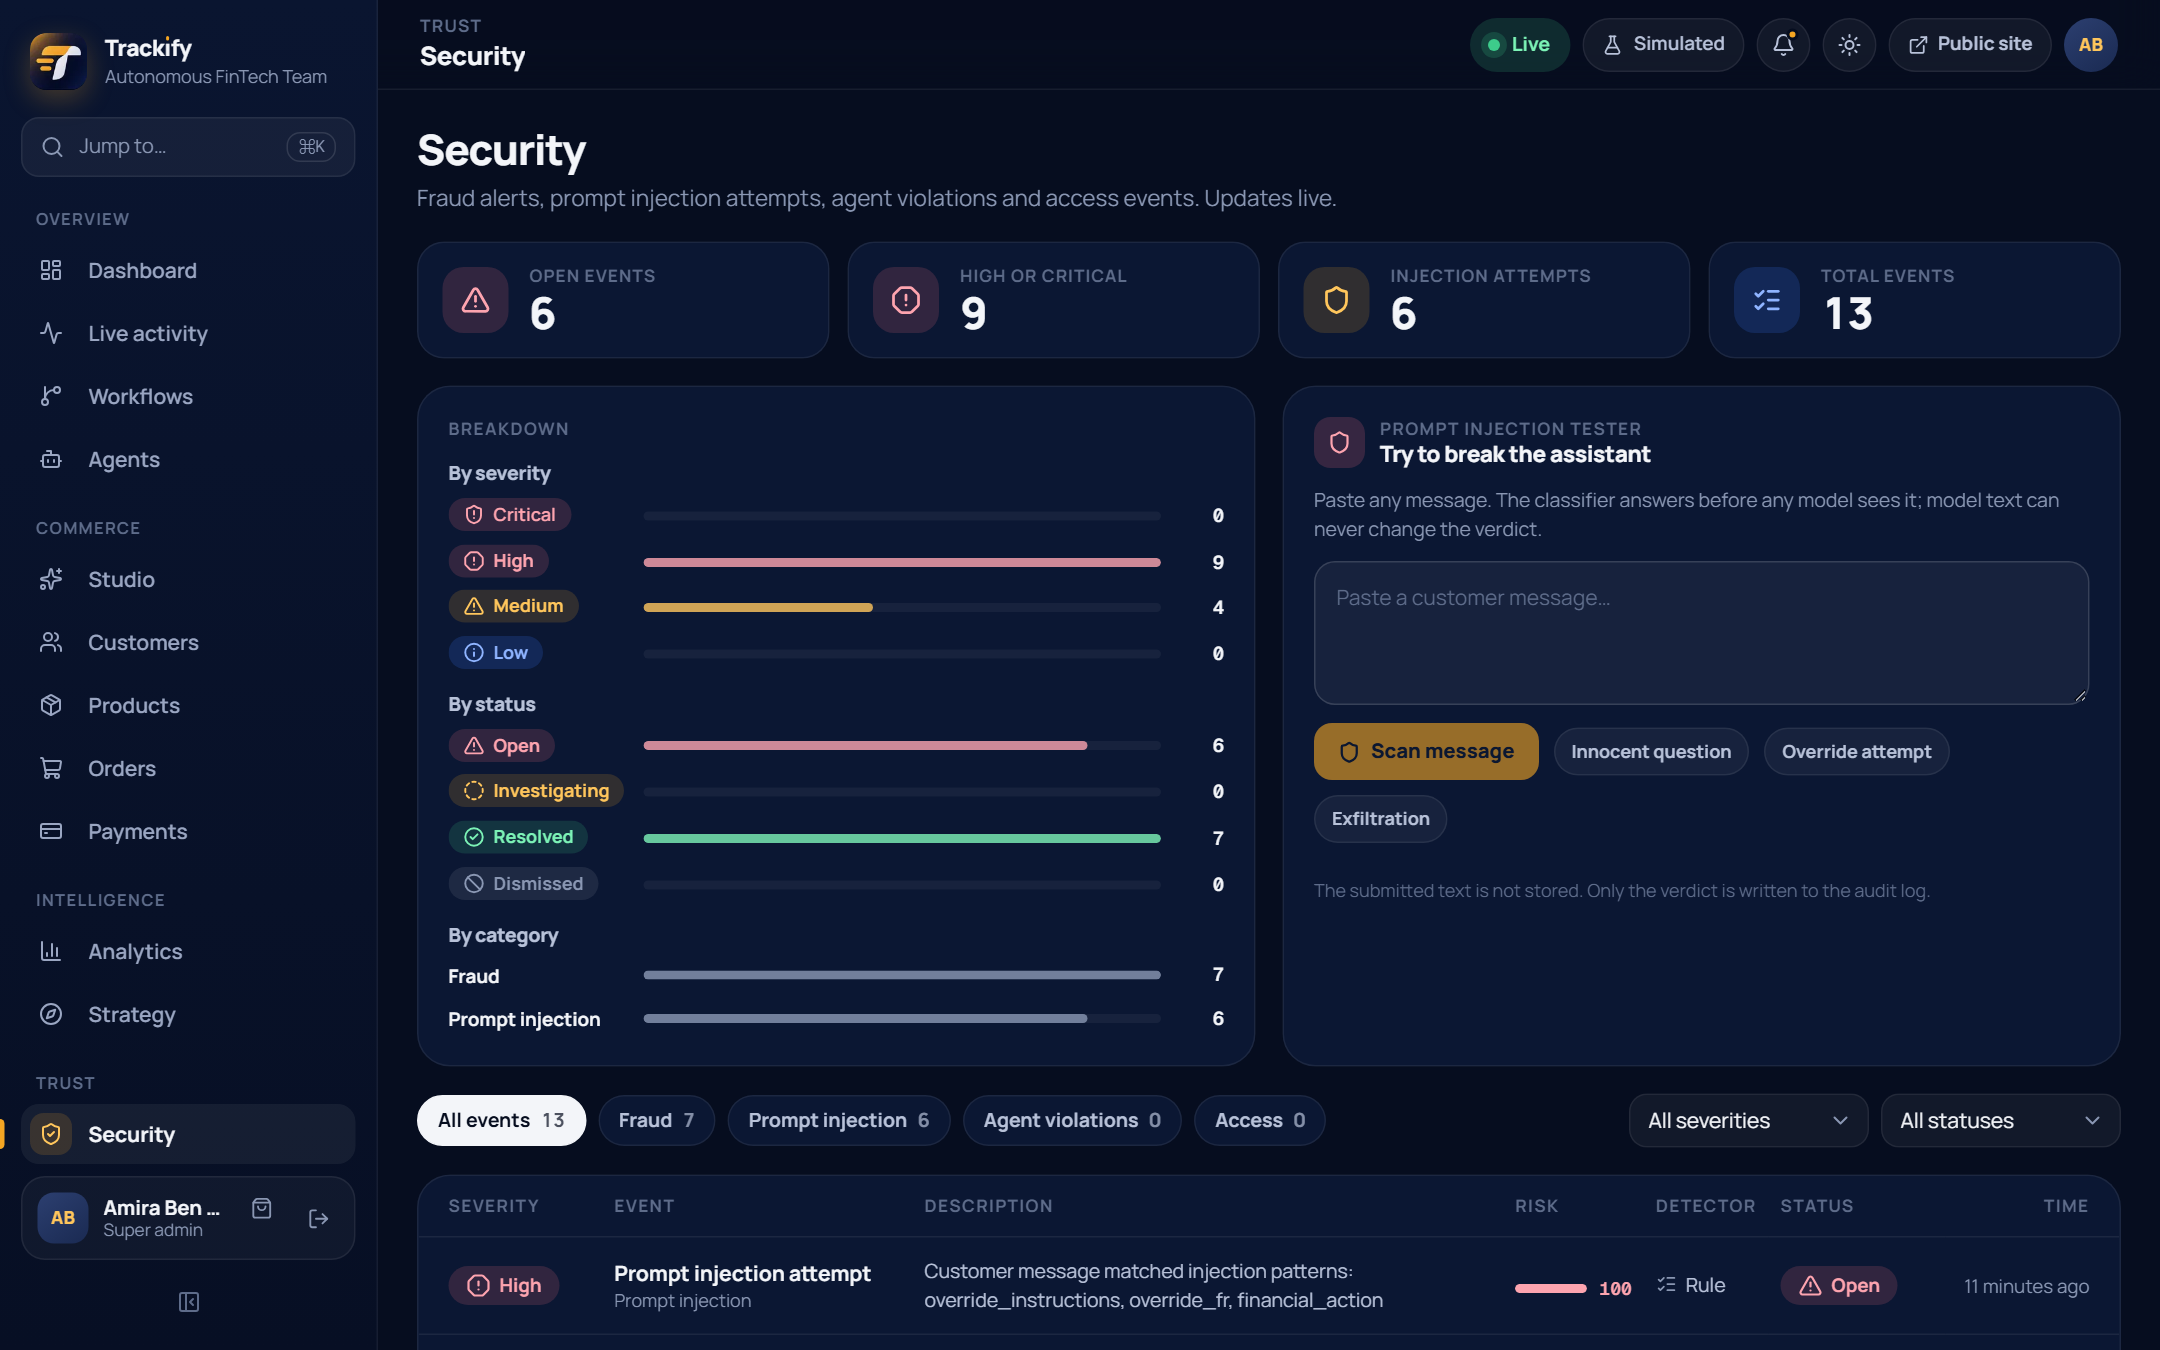 Trackify
Autonomous FinTech Team
Jump to...
⌘K
OVERVIEW
Dashboard
Live activity
Workflows
Agents
COMMERCE
Studio
Customers
Products
Orders
Payments
INTELLIGENCE
Analytics
Strategy
TRUST
Security
AB
Amira Ben ...
Super admin
TRUST
Security
Live
Simulated
Public site
AB
Security
Fraud alerts, prompt injection attempts, agent violations and access events. Updates live.
OPEN EVENTS
6
HIGH OR CRITICAL
9
INJECTION ATTEMPTS
6
TOTAL EVENTS
13
BREAKDOWN
By severity
Critical 0
High 9
Medium 4
Low 0
By status
Open 6
Investigating 0
Resolved 7
Dismissed 0
By category
Fraud 7
Prompt injection 6
PROMPT INJECTION TESTER
Try to break the assistant
Paste any message. The classifier answers before any model sees it; model text can
never change the verdict.
Paste a customer message...
Scan message
Innocent question
Override attempt
Exfiltration
The submitted text is not stored. Only the verdict is written to the audit log.
All events 13
Fraud 7
Prompt injection 6
Agent violations 0
Access 0
All severities
All statuses
SEVERITY EVENT DESCRIPTION RISK DETECTOR STATUS TIME
High
Prompt injection attempt
Prompt injection
Customer message matched injection patterns:
override_instructions, override_fr, financial_action
100
Rule
Open
11 minutes ago